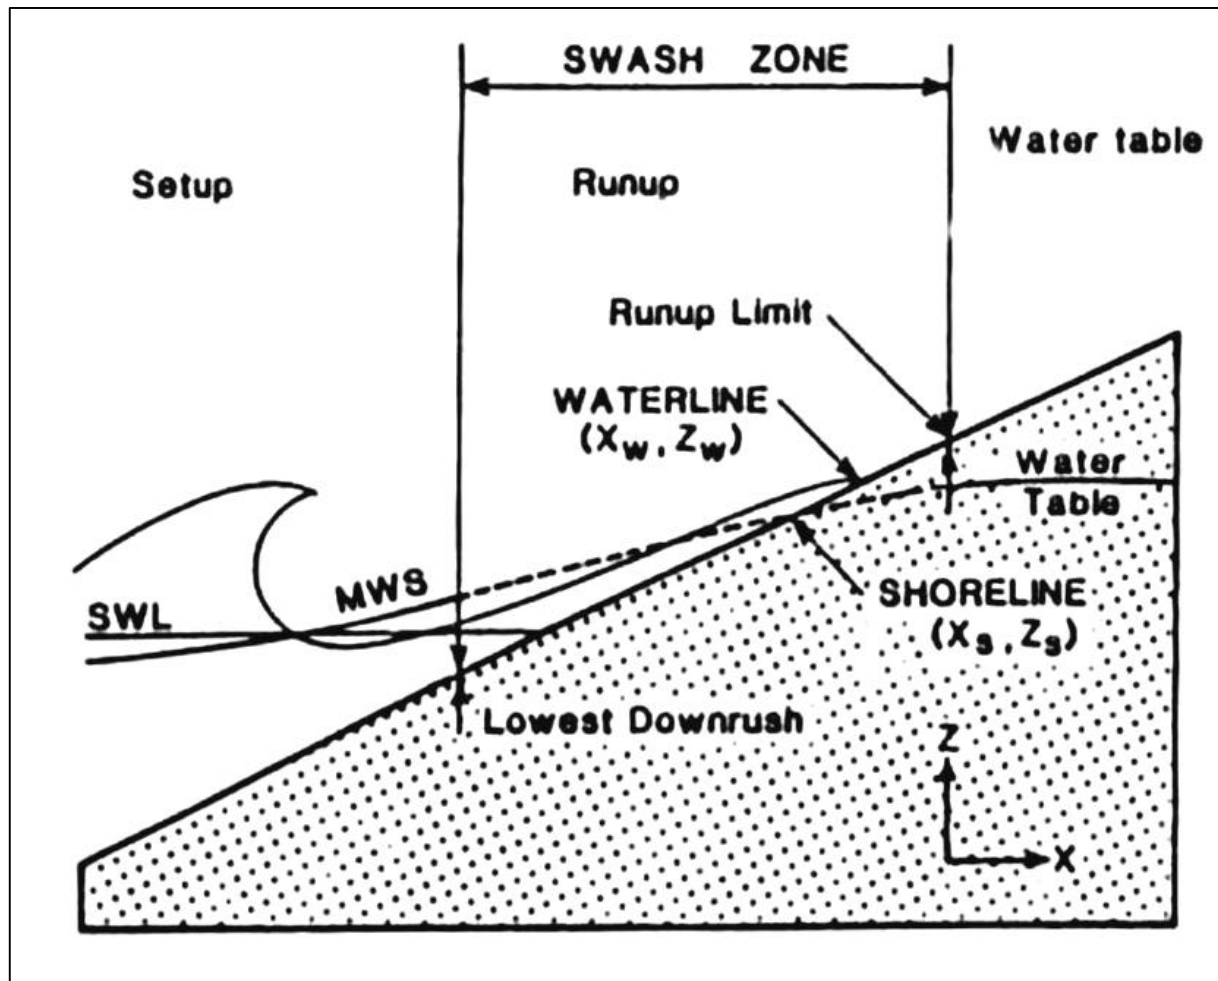 SWASH ZONE
Water table
Setup
Runup
Runup Limit
WATERLINE
(Xw, Zw)
Water
Table
MWS
SWL
SHORELINE
(Xs, Zs)
Lowest Downrush
Z
X